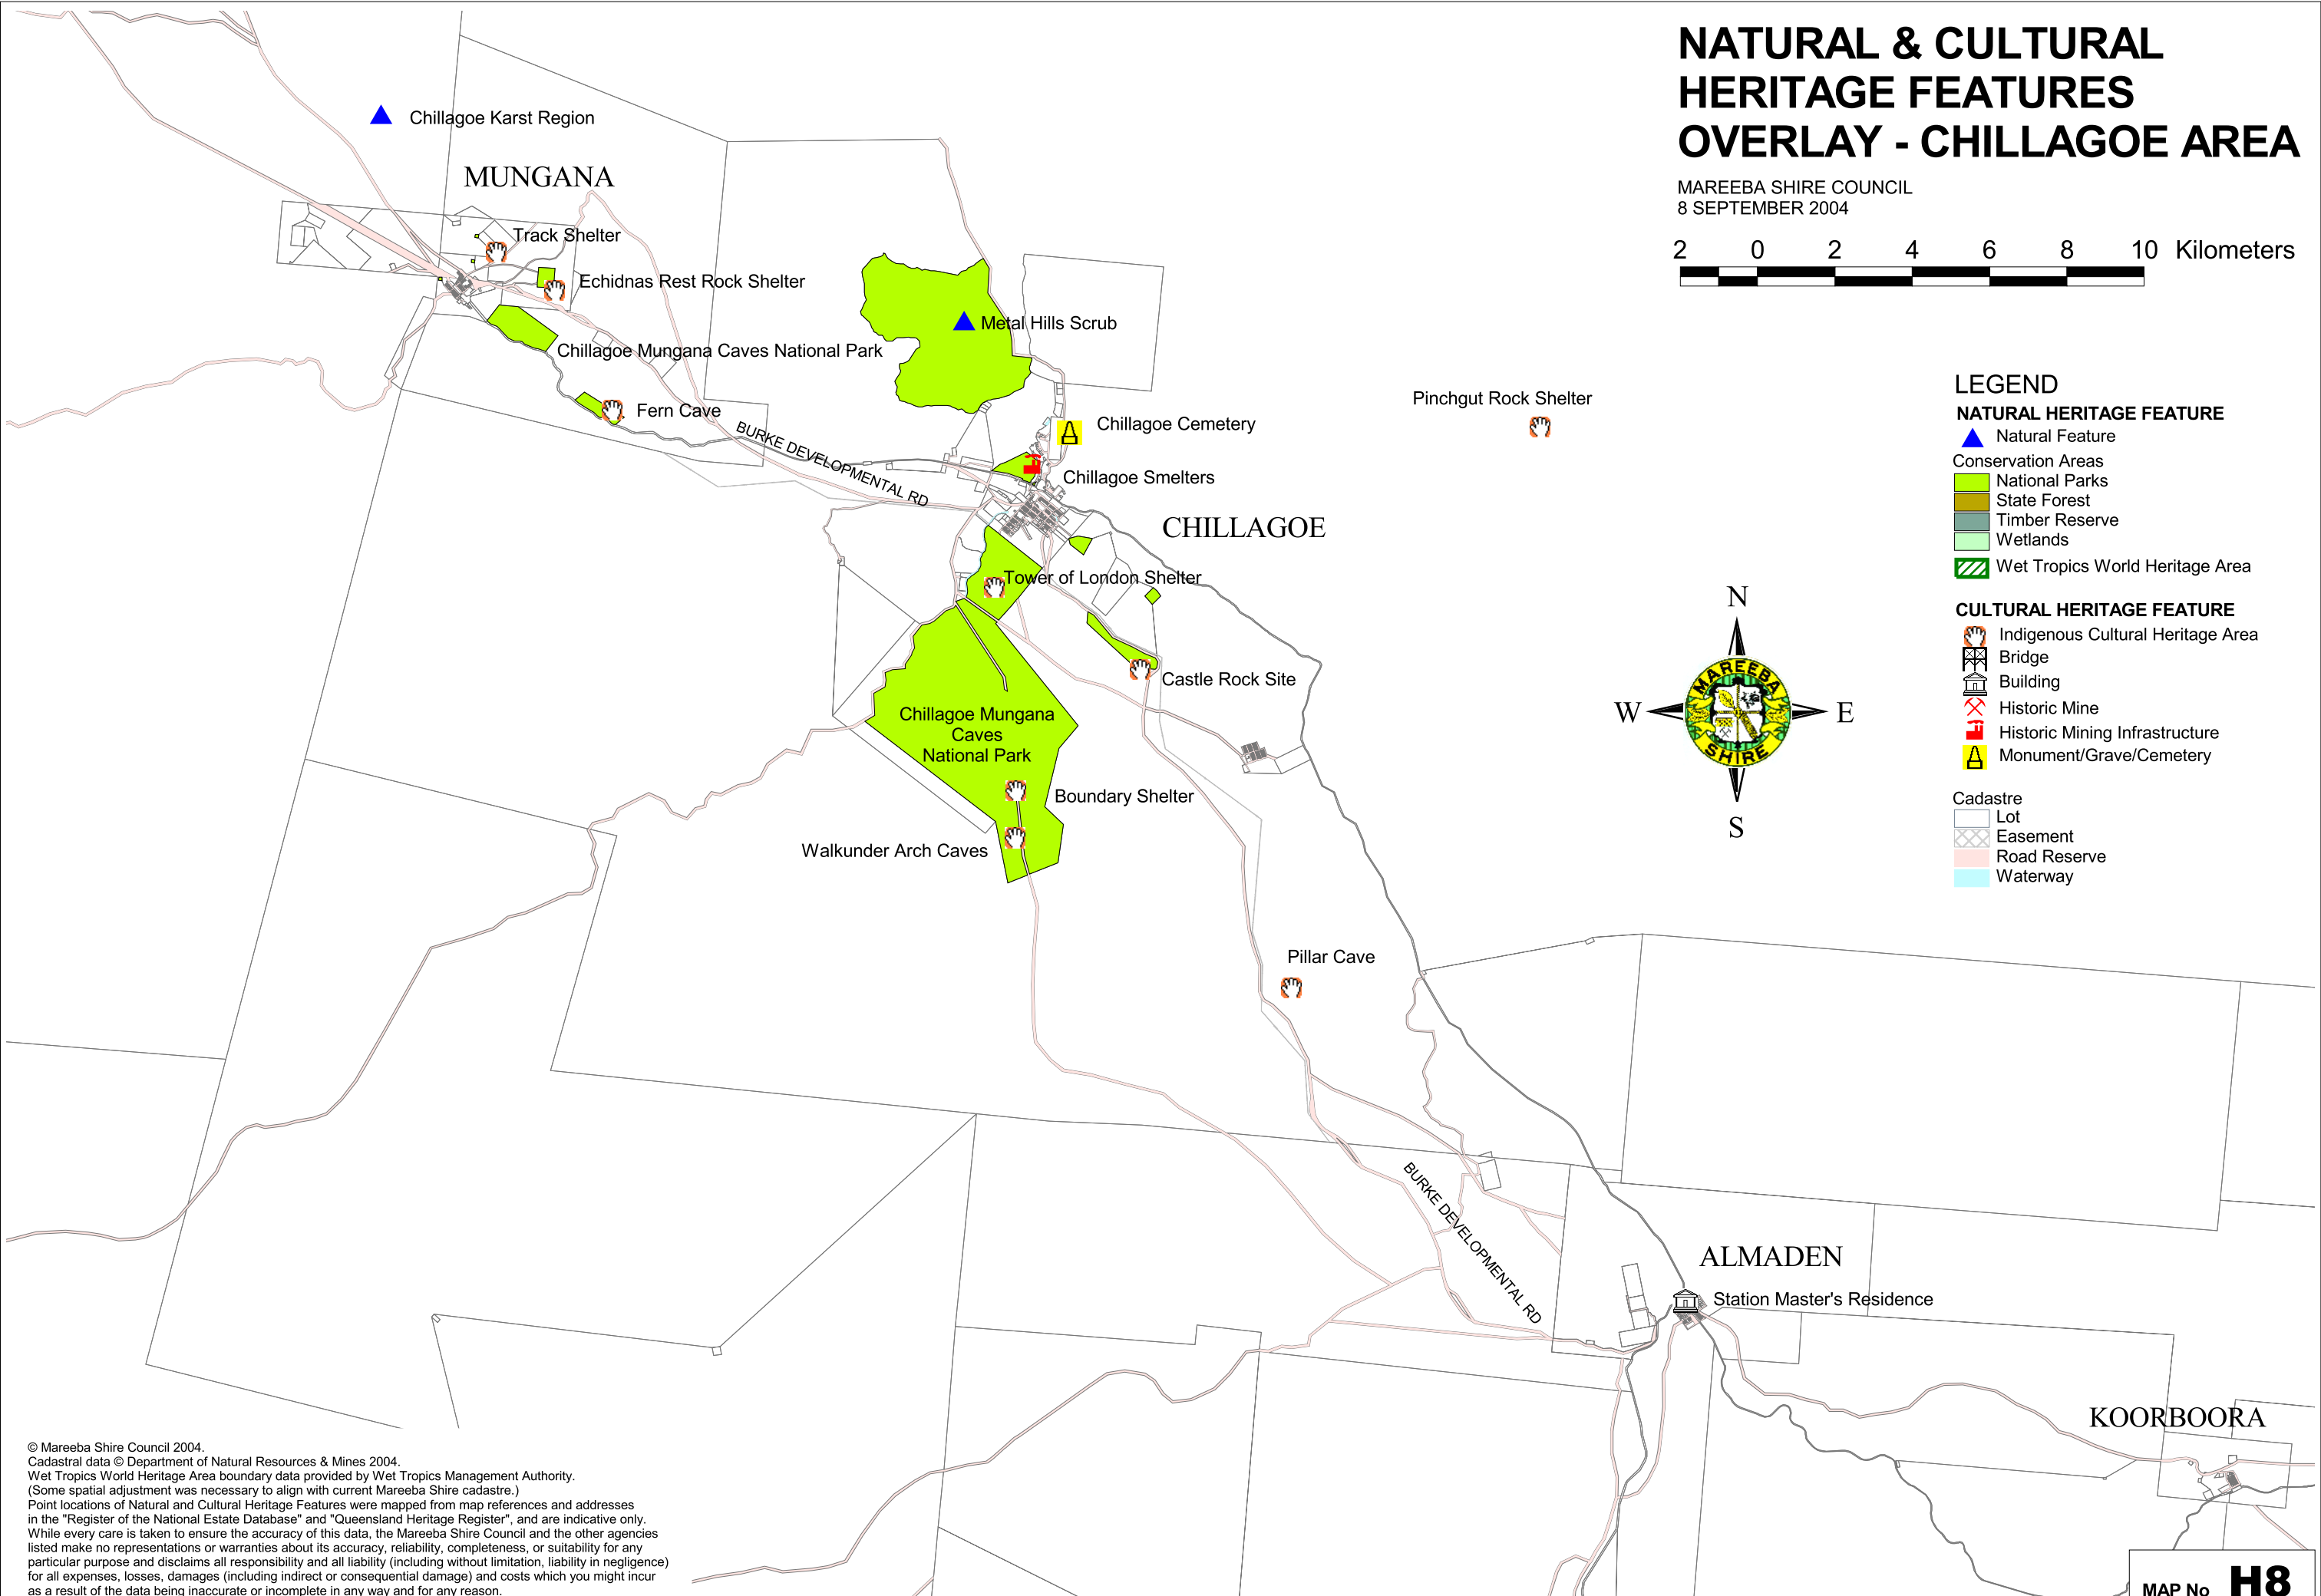 NATURAL & CULTURAL
HERITAGE FEATURES
OVERLAY - CHILLAGOE AREA
MAREEBA SHIRE COUNCIL
8 SEPTEMBER 2004
2 0 2 4 6 8 10 Kilometers
Chillagoe Karst Region
MUNGANA
Track Shelter
Echidnas Rest Rock Shelter
Metal Hills Scrub
Chillagoe Mungana Caves National Park
Fern Cave
BURKE DEVELOPMENTAL RD
Chillagoe Cemetery
Pinchgut Rock Shelter
Chillagoe Smelters
CHILLAGOE
Tower of London Shelter
Castle Rock Site
Chillagoe Mungana
Caves
National Park
Boundary Shelter
Walkunder Arch Caves
Pillar Cave
BURKE DEVELOPMENTAL RD
ALMADEN
Station Master's Residence
KOORBOORA
LEGEND
NATURAL HERITAGE FEATURE
Natural Feature
Conservation Areas
National Parks
State Forest
Timber Reserve
Wetlands
Wet Tropics World Heritage Area
CULTURAL HERITAGE FEATURE
Indigenous Cultural Heritage Area
Bridge
Building
Historic Mine
Historic Mining Infrastructure
Monument/Grave/Cemetery
Cadastre
Lot
Easement
Road Reserve
Waterway
N
W
E
S
MAREEBA
SHIRE
© Mareeba Shire Council 2004.
Cadastral data © Department of Natural Resources & Mines 2004.
Wet Tropics World Heritage Area boundary data provided by Wet Tropics Management Authority.
(Some spatial adjustment was necessary to align with current Mareeba Shire cadastre.)
Point locations of Natural and Cultural Heritage Features were mapped from map references and addresses
in the "Register of the National Estate Database" and "Queensland Heritage Register", and are indicative only.
While every care is taken to ensure the accuracy of this data, the Mareeba Shire Council and the other agencies
listed make no representations or warranties about its accuracy, reliability, completeness, or suitability for any
particular purpose and disclaims all responsibility and all liability (including without limitation, liability in negligence)
for all expenses, losses, damages (including indirect or consequential damage) and costs which you might incur
as a result of the data being inaccurate or incomplete in any way and for any reason.
MAP No H8